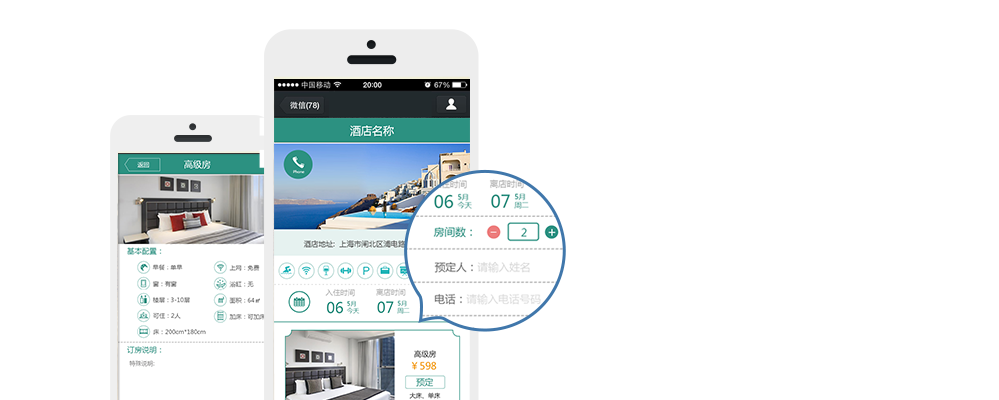 返回
高级房
基本配置：
早餐：单早
上网：免费
窗：有窗
浴缸：无
楼层：3-10层
面积：64㎡
可住：2人
加床：可加床
床：200cm*180cm
订房说明：
特殊说明:
中国移动
20:00
67%
微信(78)
酒店名称
Phone
酒店地址：上海市闸北区浦电路
入住时间
离店时间
06 5月 今天
07 5月 周二
高级房
¥598
预定
大床、单床
住时间
离店时间
06 5月 今天
07 5月 周二
房间数： 2
预定人：请输入姓名
电话：请输入电话号码